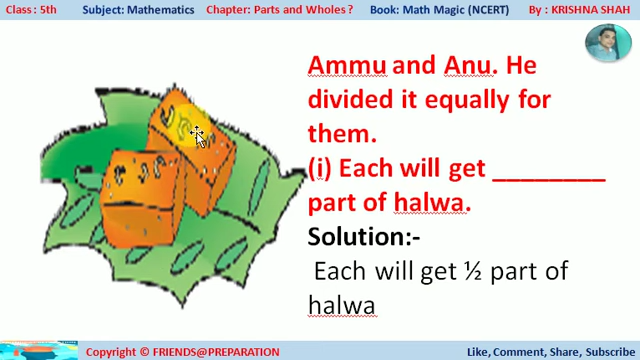 Class : 5th Subject: Mathematics Chapter: Parts and Wholes ? Book: Math Magic (NCERT) By : KRISHNA SHAH
Ammu and Anu. He
divided it equally for
them.
(i) Each will get ________
part of halwa.
Solution:-
Each will get ½ part of
halwa
Copyright © FRIENDS@PREPARATION Like, Comment, Share, Subscribe